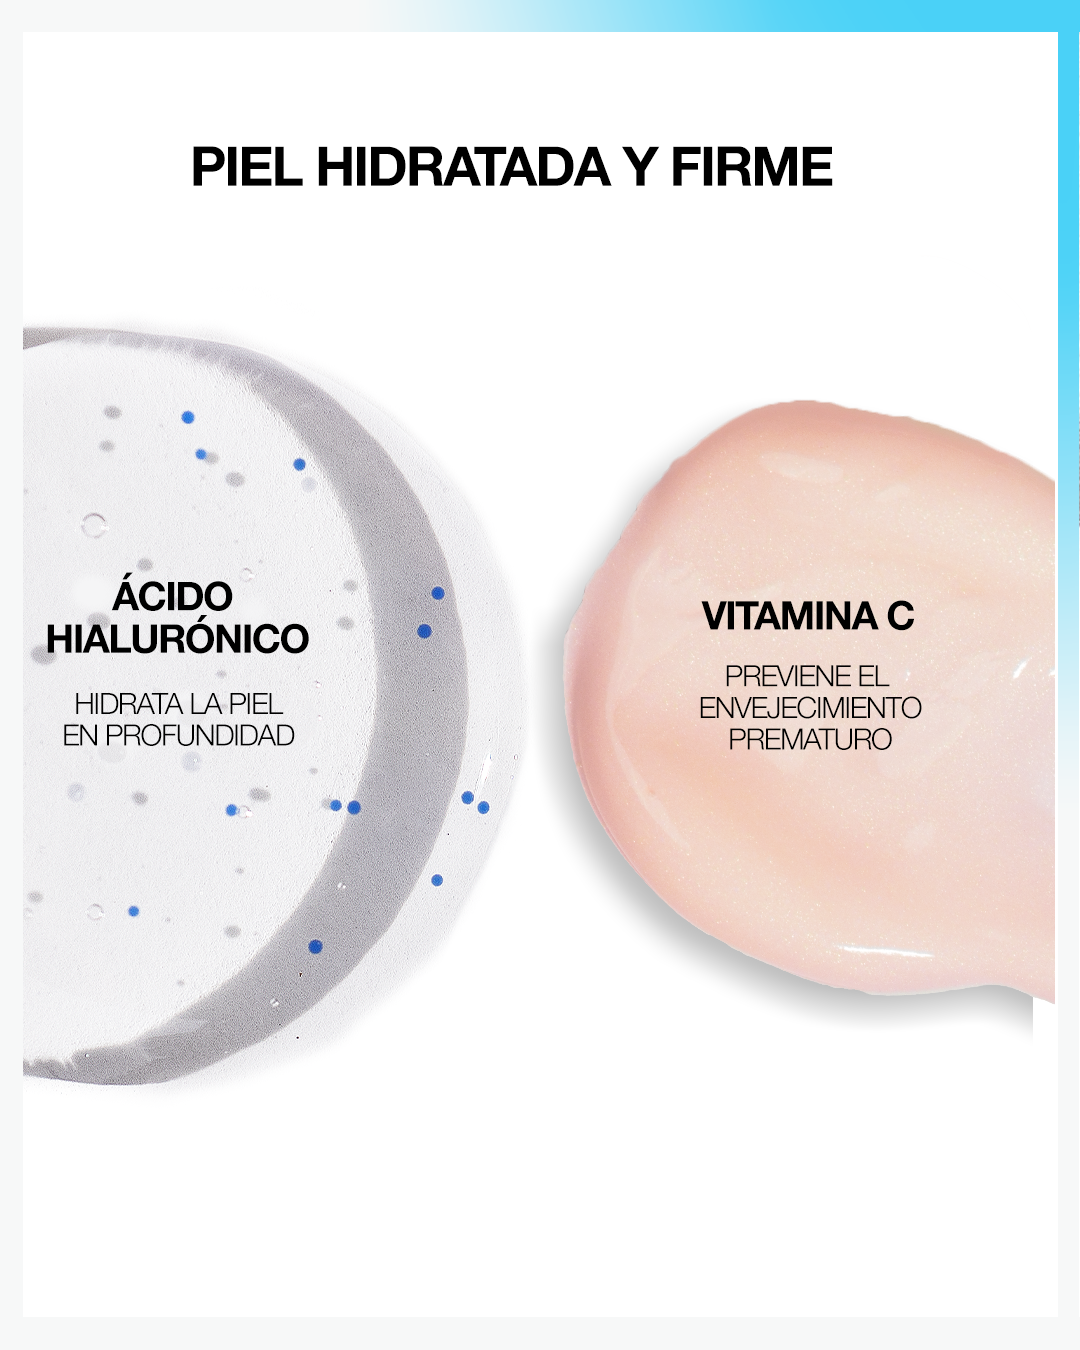 PIEL HIDRATADA Y FIRME
ÁCIDO
HIALURÓNICO
HIDRATA LA PIEL
EN PROFUNDIDAD
VITAMINA C
PREVIENE EL
ENVEJECIMIENTO
PREMATURO